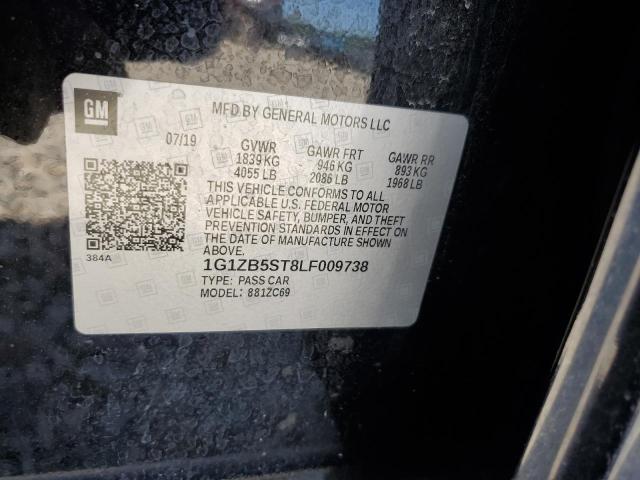 GM
MFD BY GENERAL MOTORS LLC
07/19 GVWR GAWR FRT GAWR RR
1839 KG 946 KG 893 KG
4055 LB 2086 LB 1968 LB
THIS VEHICLE CONFORMS TO ALL
APPLICABLE U.S. FEDERAL MOTOR
VEHICLE SAFETY, BUMPER, AND THEFT
PREVENTION STANDARDS IN EFFECT ON
THE DATE OF MANUFACTURE SHOWN
ABOVE.
384A
1G1ZB5ST8LF009738
TYPE: PASS CAR
MODEL: 881ZC69